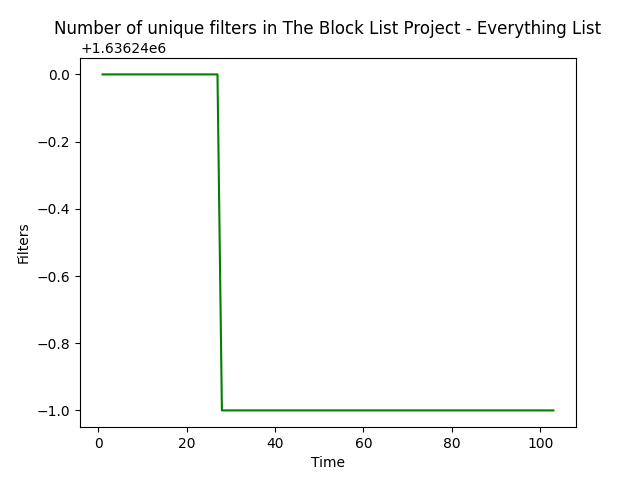 Number of unique filters in The Block List Project - Everything List
+1.63624e6
0.0
−0.2
−0.4
−0.6
−0.8
−1.0
Filters
0 20 40 60 80 100
Time